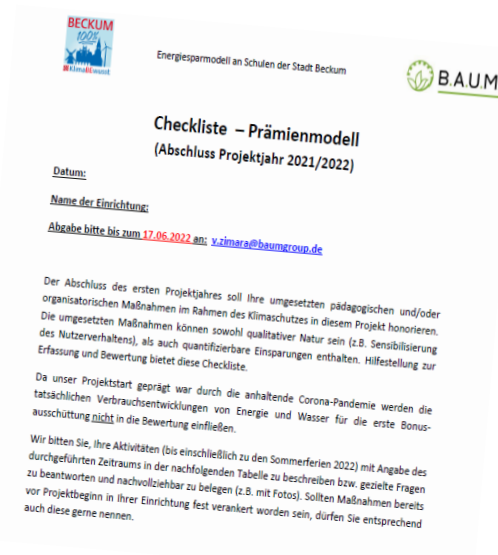 BECKUM
100%
KlimaBEwusst
Energiesparmodell an Schulen der Stadt Beckum
B.A.U.M
Checkliste – Prämienmodell
(Abschluss Projektjahr 2021/2022)
Datum:
Name der Einrichtung:
Abgabe bitte bis zum 17.06.2022 an: v.zimara@baumgroup.de
Der Abschluss des ersten Projektjahres soll Ihre umgesetzten pädagogischen und/oder
organisatorischen Maßnahmen im Rahmen des Klimaschutzes in diesem Projekt honorieren.
Die umgesetzten Maßnahmen können sowohl qualitativer Natur sein (z.B. Sensibilisierung
des Nutzerverhaltens), als auch quantifizierbare Einsparungen enthalten. Hilfestellung zur
Erfassung und Bewertung bietet diese Checkliste.
Da unser Projektstart geprägt war durch die anhaltende Corona-Pandemie werden die
tatsächlichen Verbrauchsentwicklungen von Energie und Wasser für die erste Bonus-
ausschüttung nicht in die Bewertung einfließen.
Wir bitten Sie, Ihre Aktivitäten (bis einschließlich zu den Sommerferien 2022) mit Angabe des
durchgeführten Zeitraums in der nachfolgenden Tabelle zu beschreiben bzw. gezielte Fragen
zu beantworten und nachvollziehbar zu belegen (z.B. mit Fotos). Sollten Maßnahmen bereits
vor Projektbeginn in Ihrer Einrichtung fest verankert worden sein, dürfen Sie entsprechend
auch diese gerne nennen.